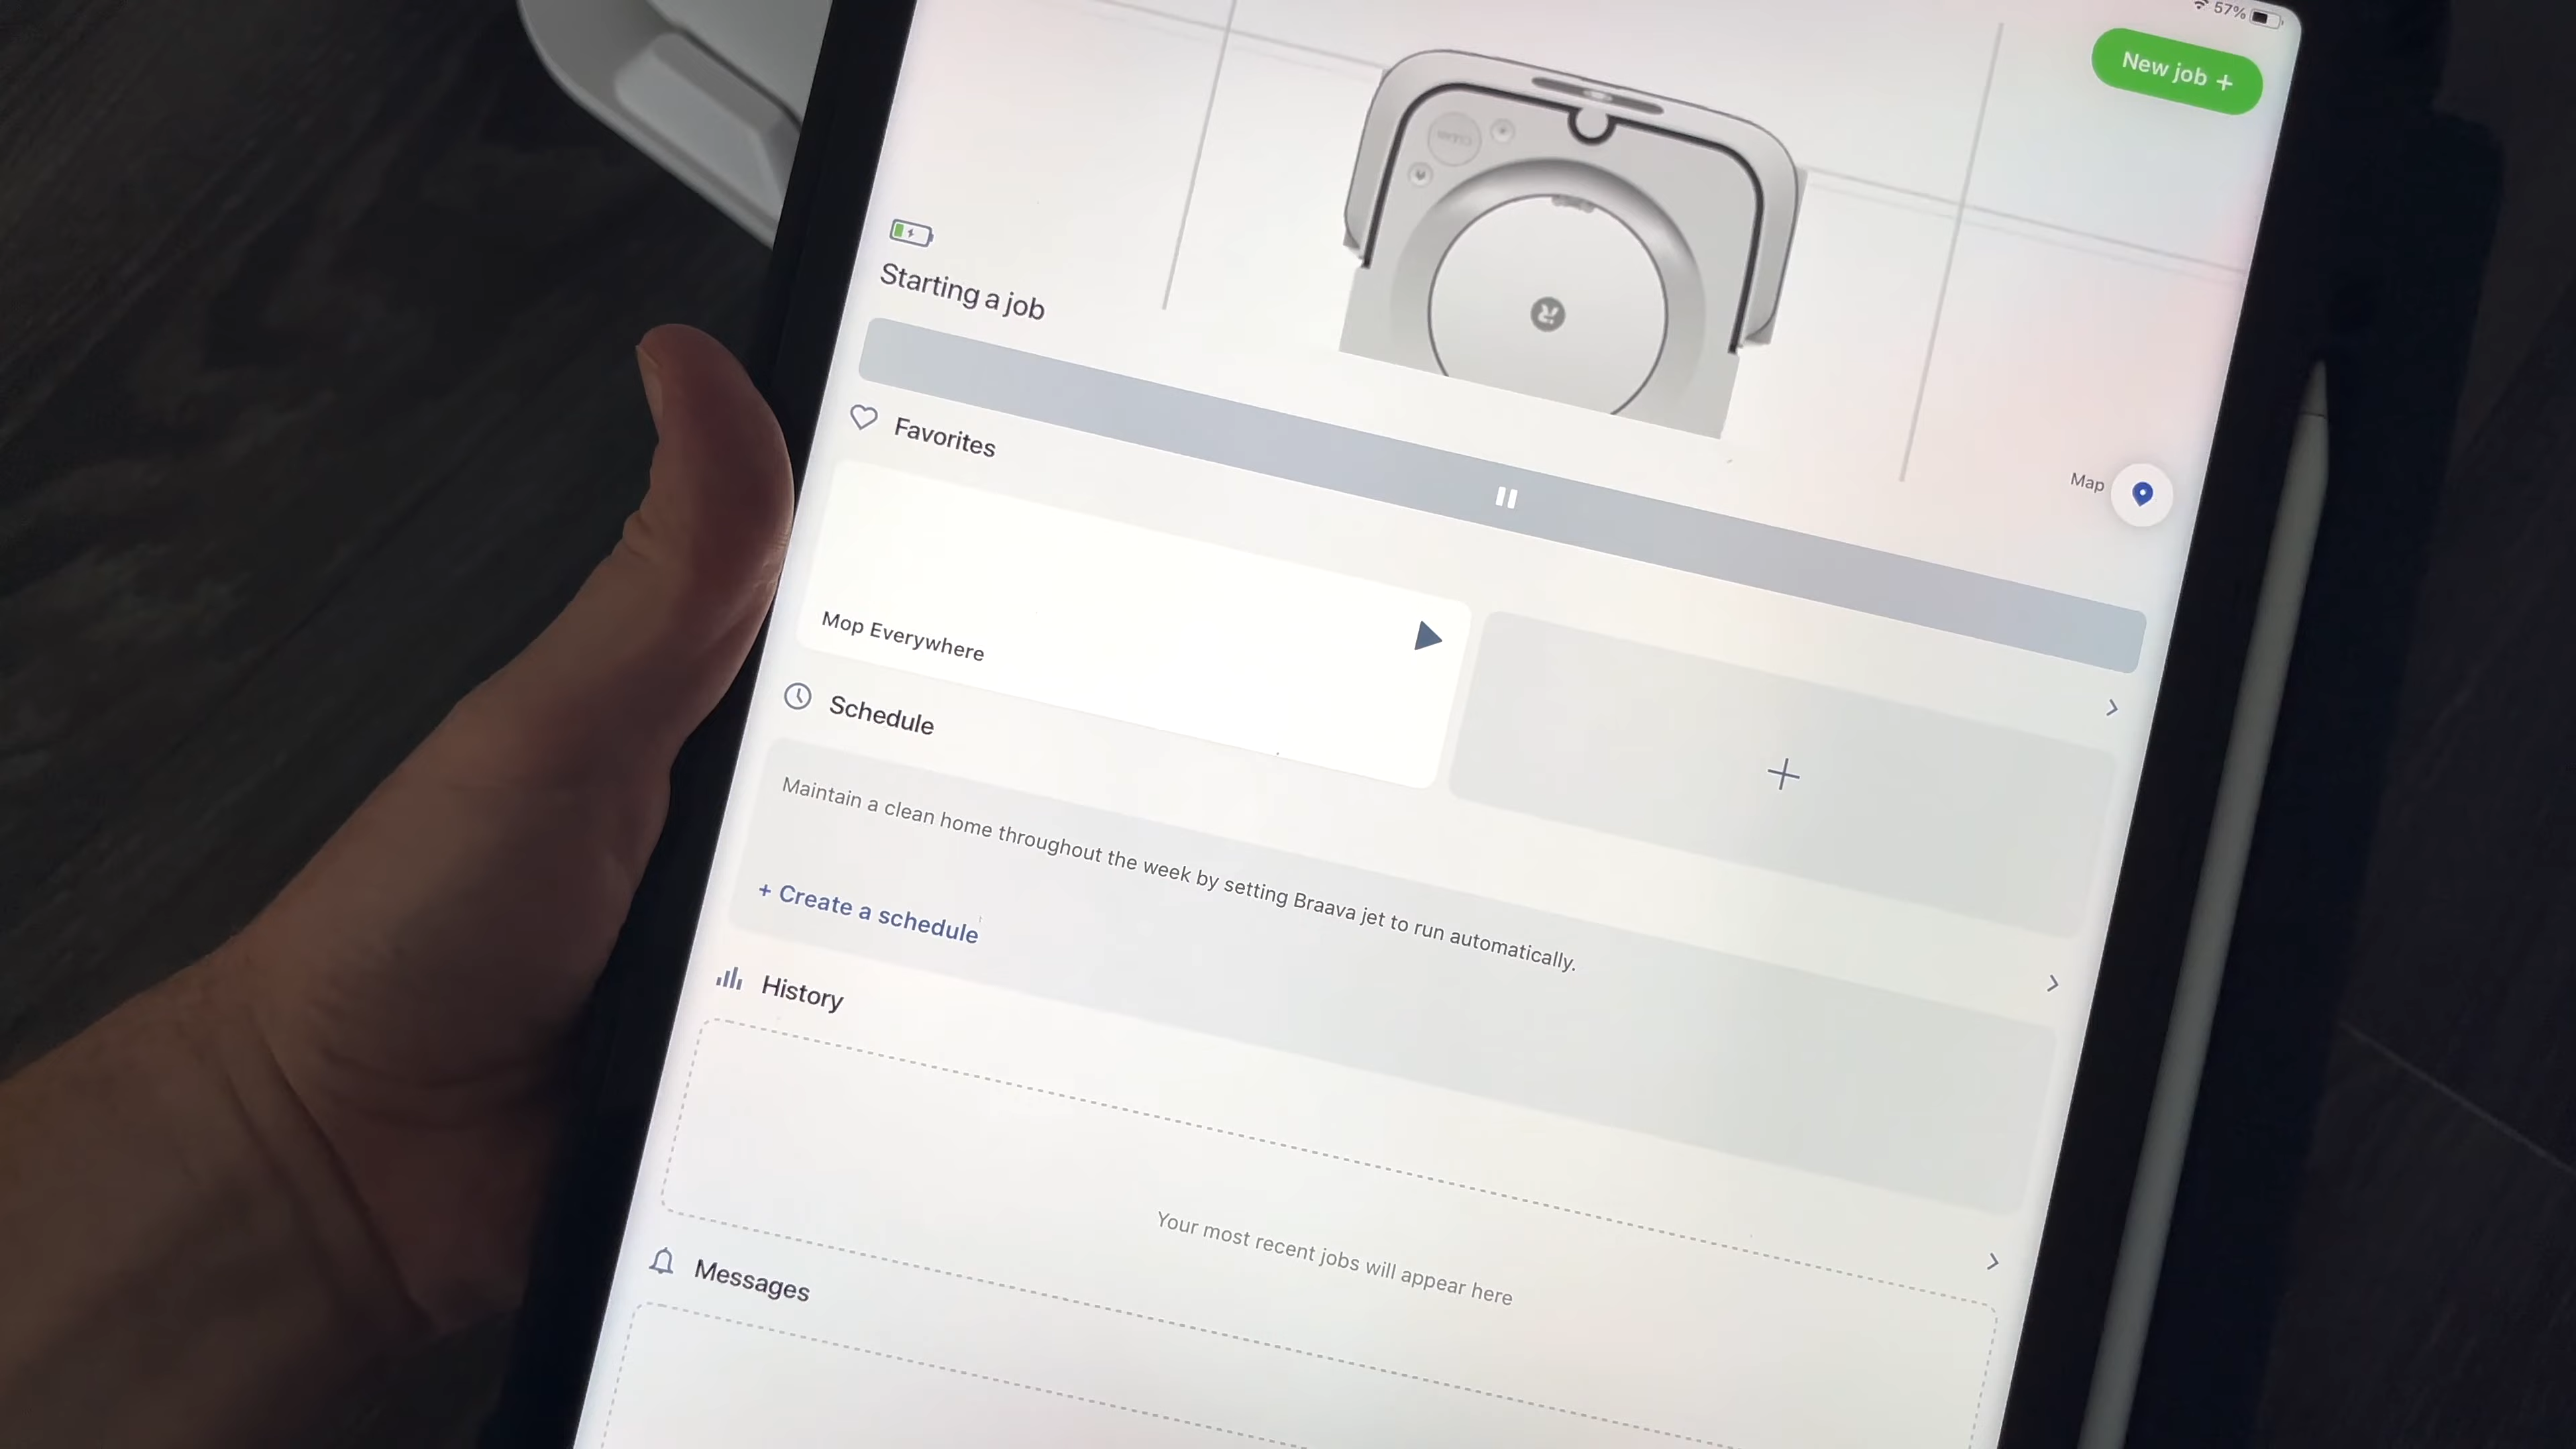 57%
New job +
CLEAN
Starting a job
Map
Favorites
Mop Everywhere
Schedule
Maintain a clean home throughout the week by setting Braava jet to run automatically.
+ Create a schedule
History
Your most recent jobs will appear here
Messages